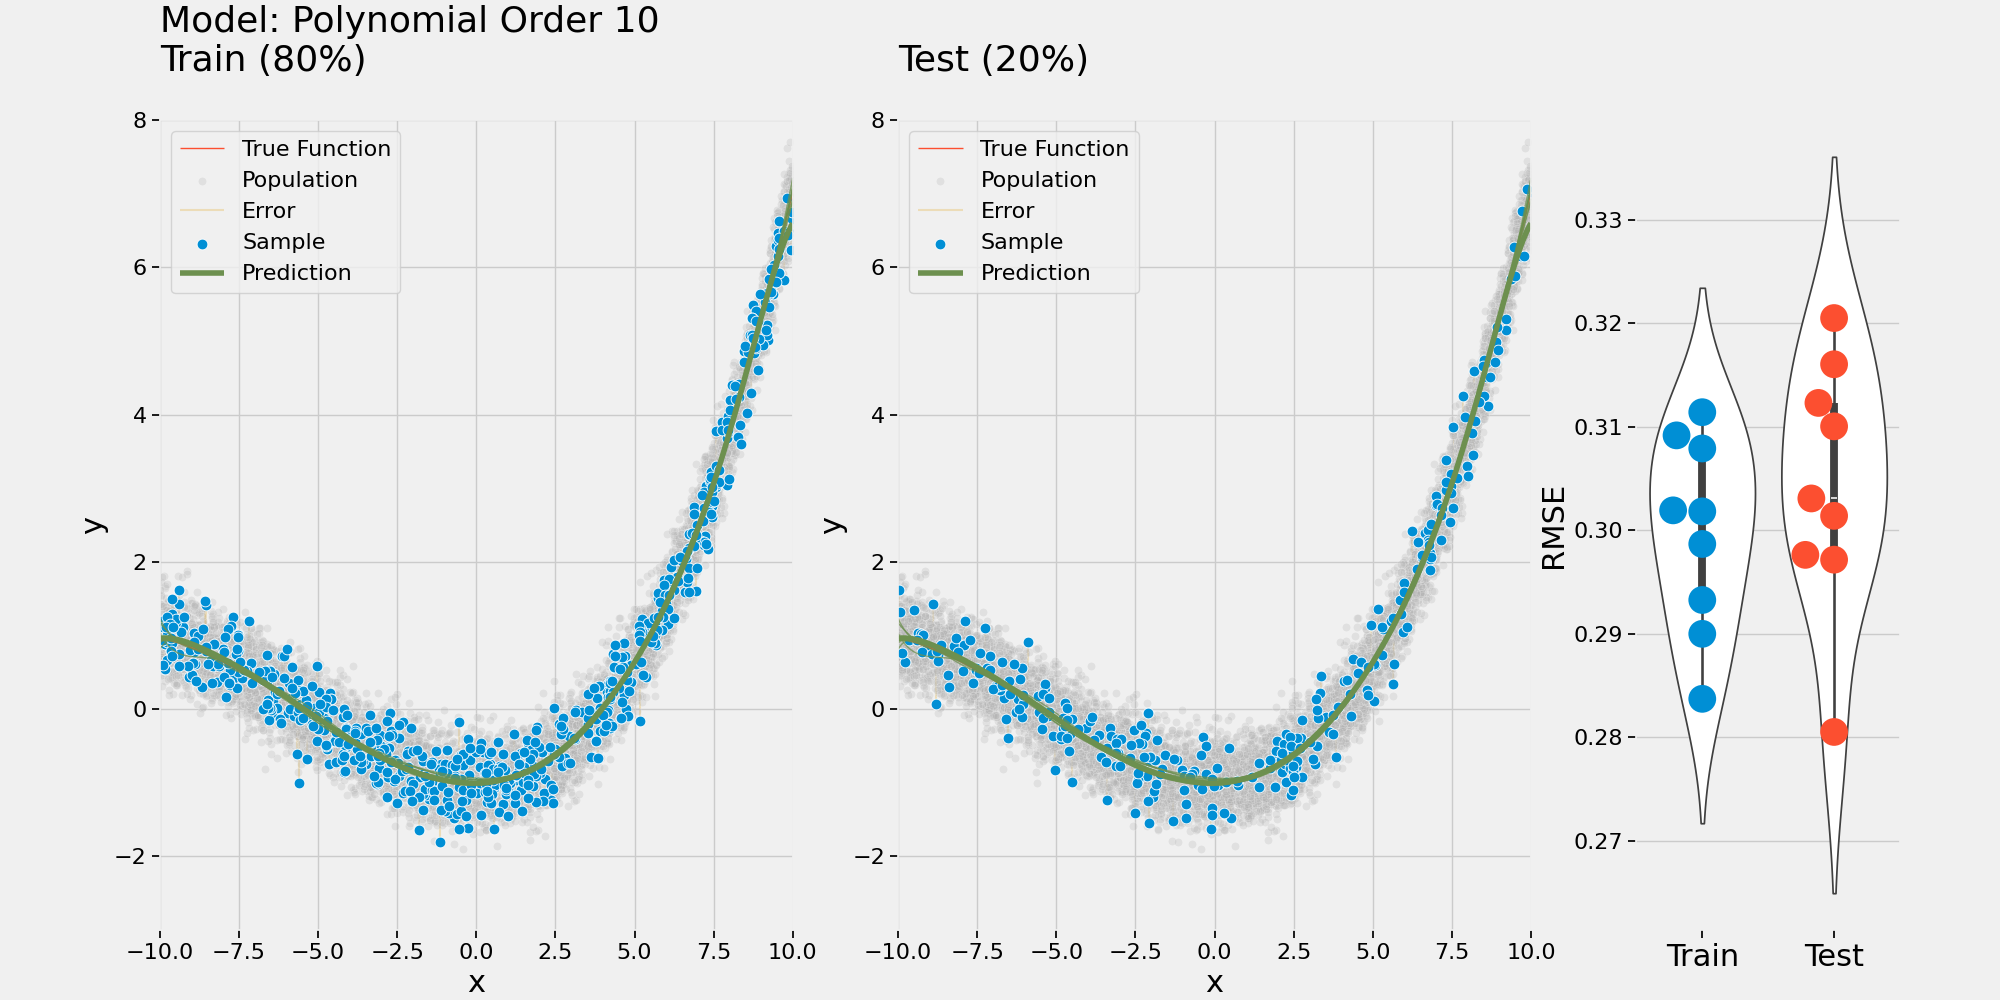 Model: Polynomial Order 10
Train (80%)
Test (20%)
8
6
4
2
0
−2
y
True Function
Population
Error
Sample
Prediction
−10.0 −7.5 −5.0 −2.5 0.0 2.5 5.0 7.5 10.0
x
8
6
4
2
0
−2
y
True Function
Population
Error
Sample
Prediction
−10.0 −7.5 −5.0 −2.5 0.0 2.5 5.0 7.5 10.0
x
0.33
0.32
0.31
0.30
0.29
0.28
0.27
RMSE
Train Test